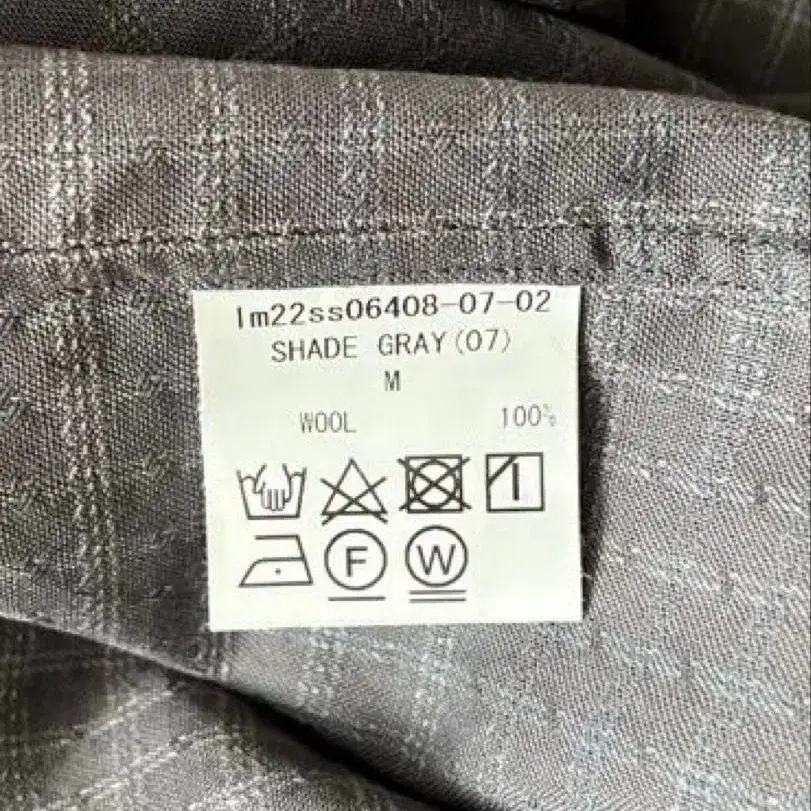 lm22ss06408-07-02
SHADE GRAY(07)
M
WOOL 100%
F W